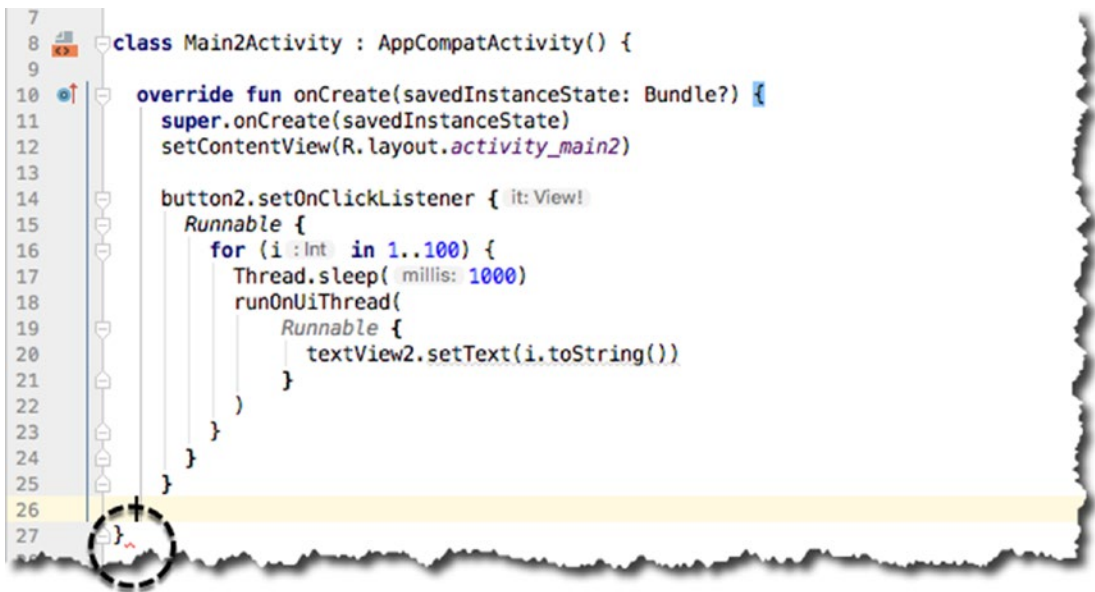 7
8 class Main2Activity : AppCompatActivity() {
9
10 override fun onCreate(savedInstanceState: Bundle?) {
11 super.onCreate(savedInstanceState)
12 setContentView(R.layout.activity_main2)
13
14 button2.setOnClickListener { it: View!
15 Runnable {
16 for (i : Int in 1..100) {
17 Thread.sleep( millis: 1000)
18 runOnUiThread(
19 Runnable {
20 textView2.setText(i.toString())
21 }
22 )
23 }
24 }
25 }
26
27 }